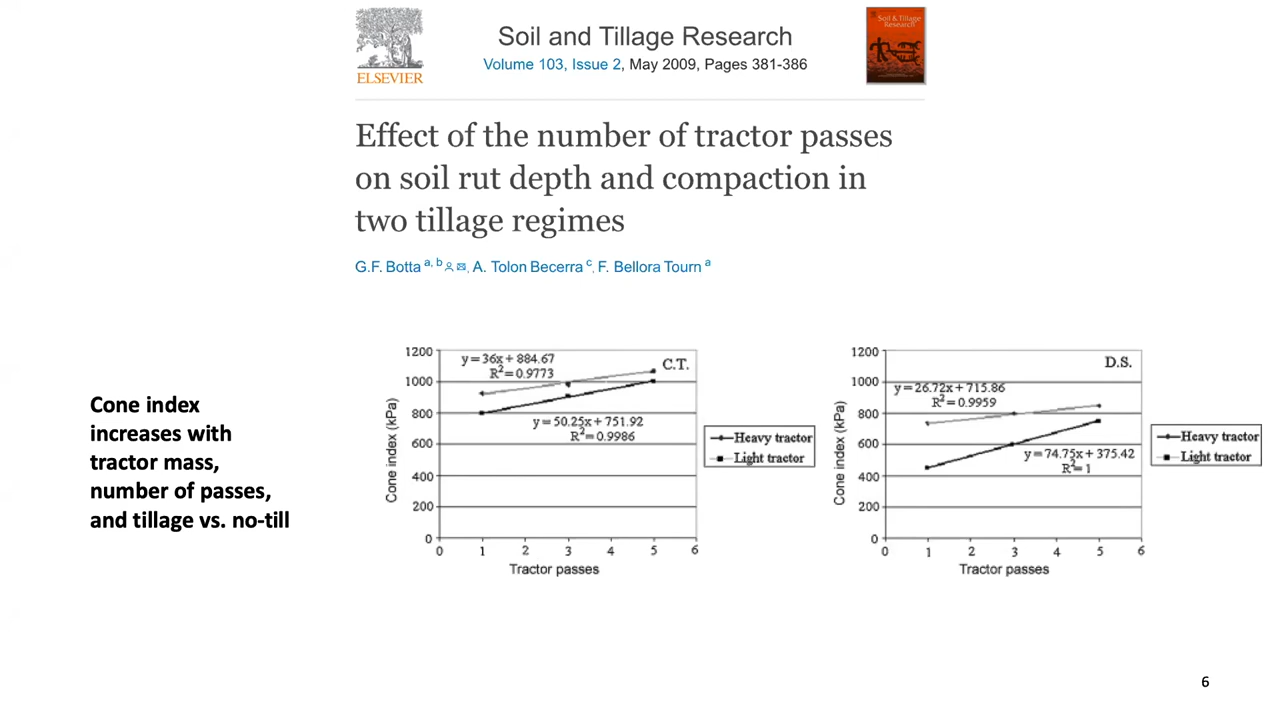 ELSEVIER
Soil and Tillage Research
Volume 103, Issue 2, May 2009, Pages 381-386
Soil & Tillage
Research
Effect of the number of tractor passes
on soil rut depth and compaction in
two tillage regimes
G.F. Botta a, b, A. Tolon Becerra c, F. Bellora Tourn a
Cone index
increases with
tractor mass,
number of passes,
and tillage vs. no-till
1200
1000
800
600
400
200
0
Cone index (kPa)
y=36x+884.67
R2=0.9773
C.T.
y=50.25x+751.92
R2=0.9986
0 1 2 3 4 5 6
Tractor passes
Heavy tractor
Light tractor
1200
1000
800
600
400
200
0
Cone index (kPa)
D.S.
y=26.72x+715.86
R2=0.9959
y=74.75x+375.42
R2=1
0 1 2 3 4 5 6
Tractor passes
Heavy tractor
Light tractor
6